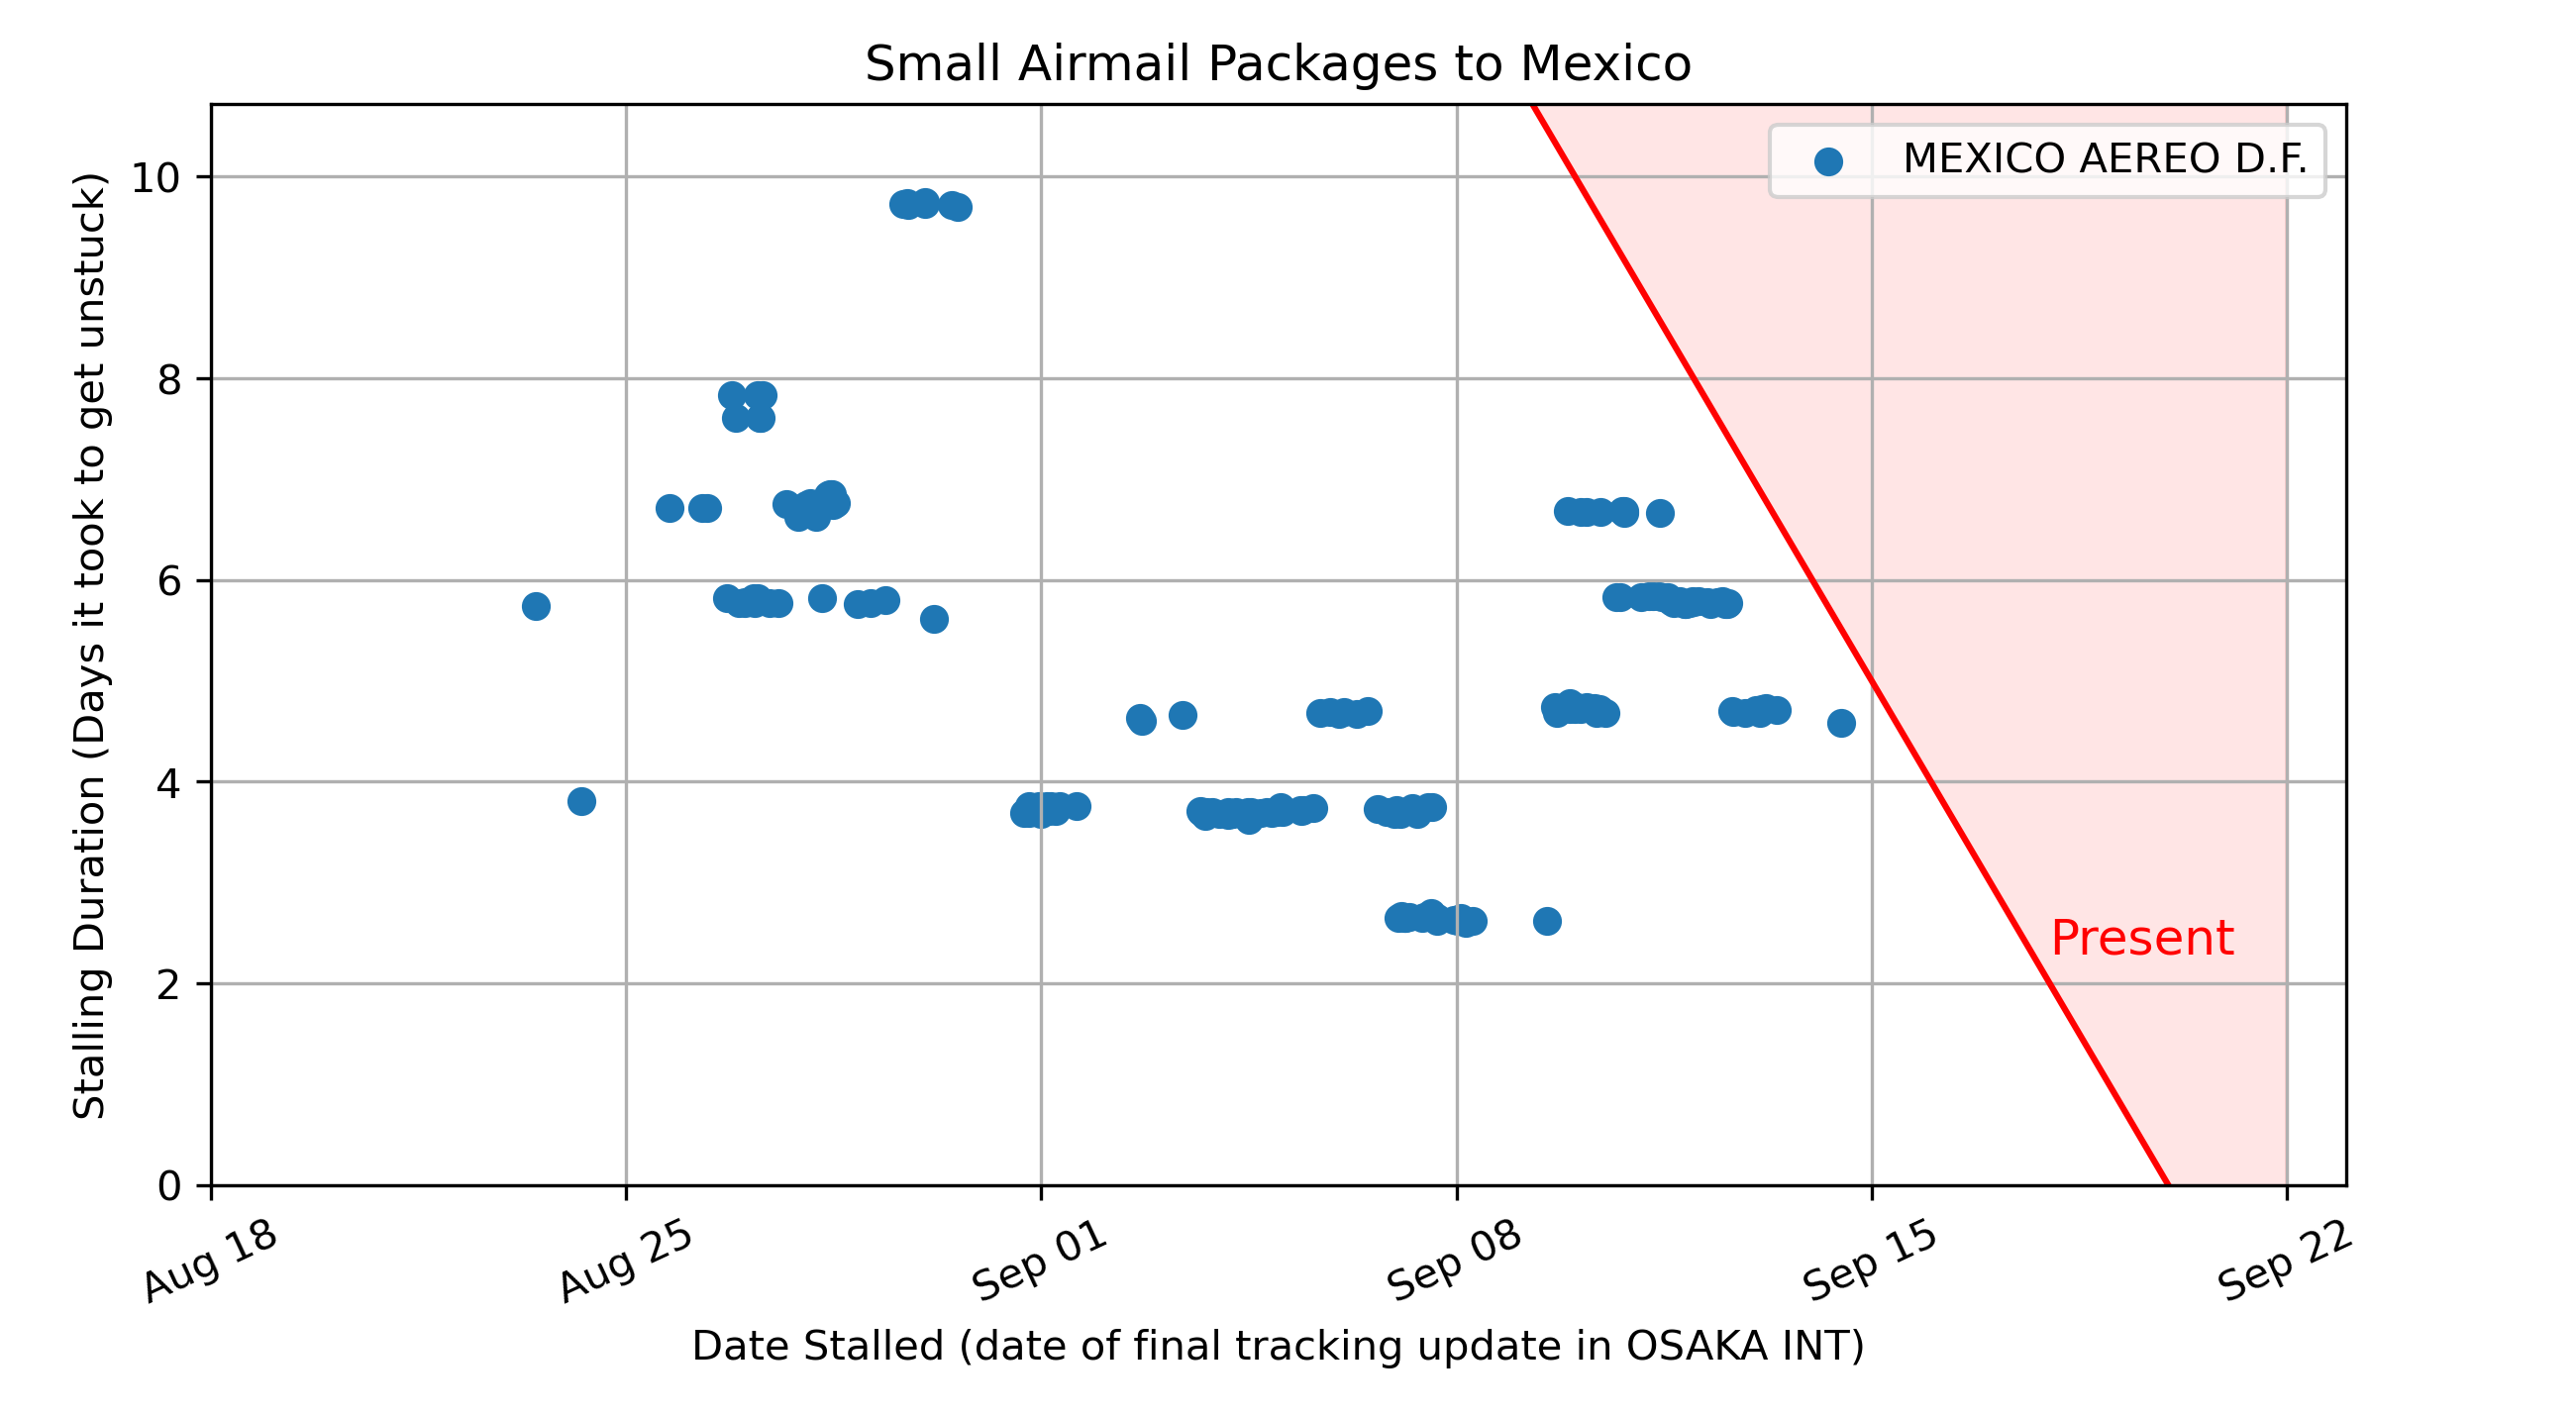 Small Airmail Packages to Mexico
MEXICO AEREO D.F.
Stalling Duration (Days it took to get unstuck)
10
8
6
4
2
0
Present
Aug 18
Aug 25
Sep 01
Sep 08
Sep 15
Sep 22
Date Stalled (date of final tracking update in OSAKA INT)